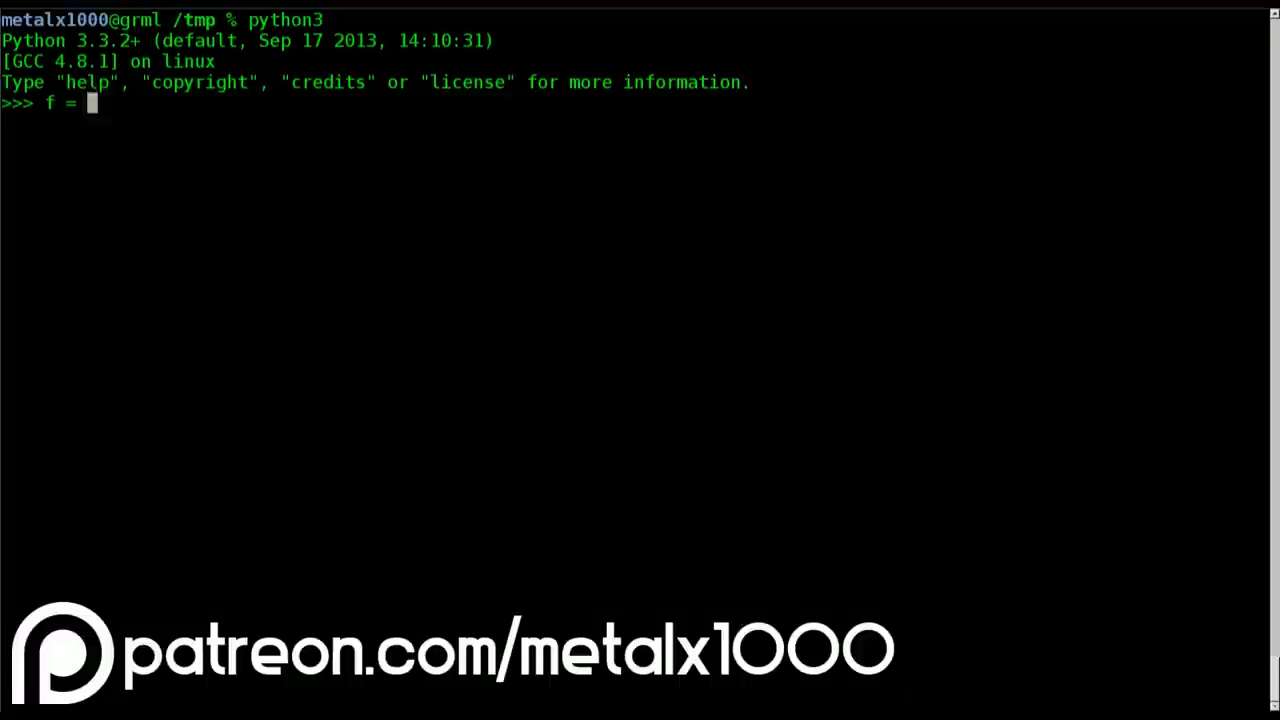 metalx1000@grml /tmp % python3
Python 3.3.2+ (default, Sep 17 2013, 14:10:31)
[GCC 4.8.1] on linux
Type "help", "copyright", "credits" or "license" for more information.
>>> f =
patreon.com/metalx1000